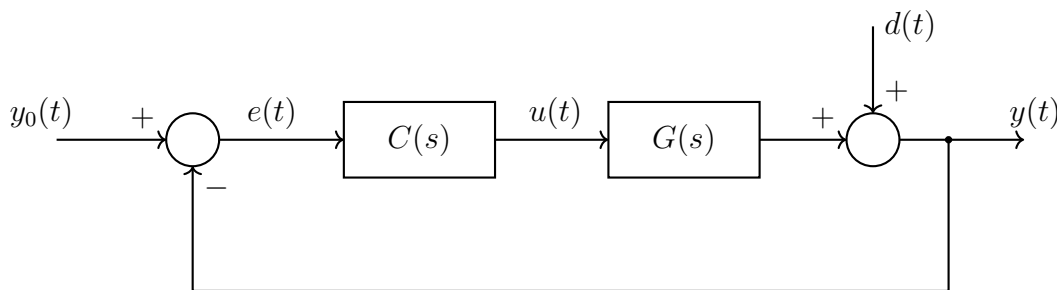 d(t)
y₀(t) + e(t) C(s) u(t) G(s) + + y(t)
−